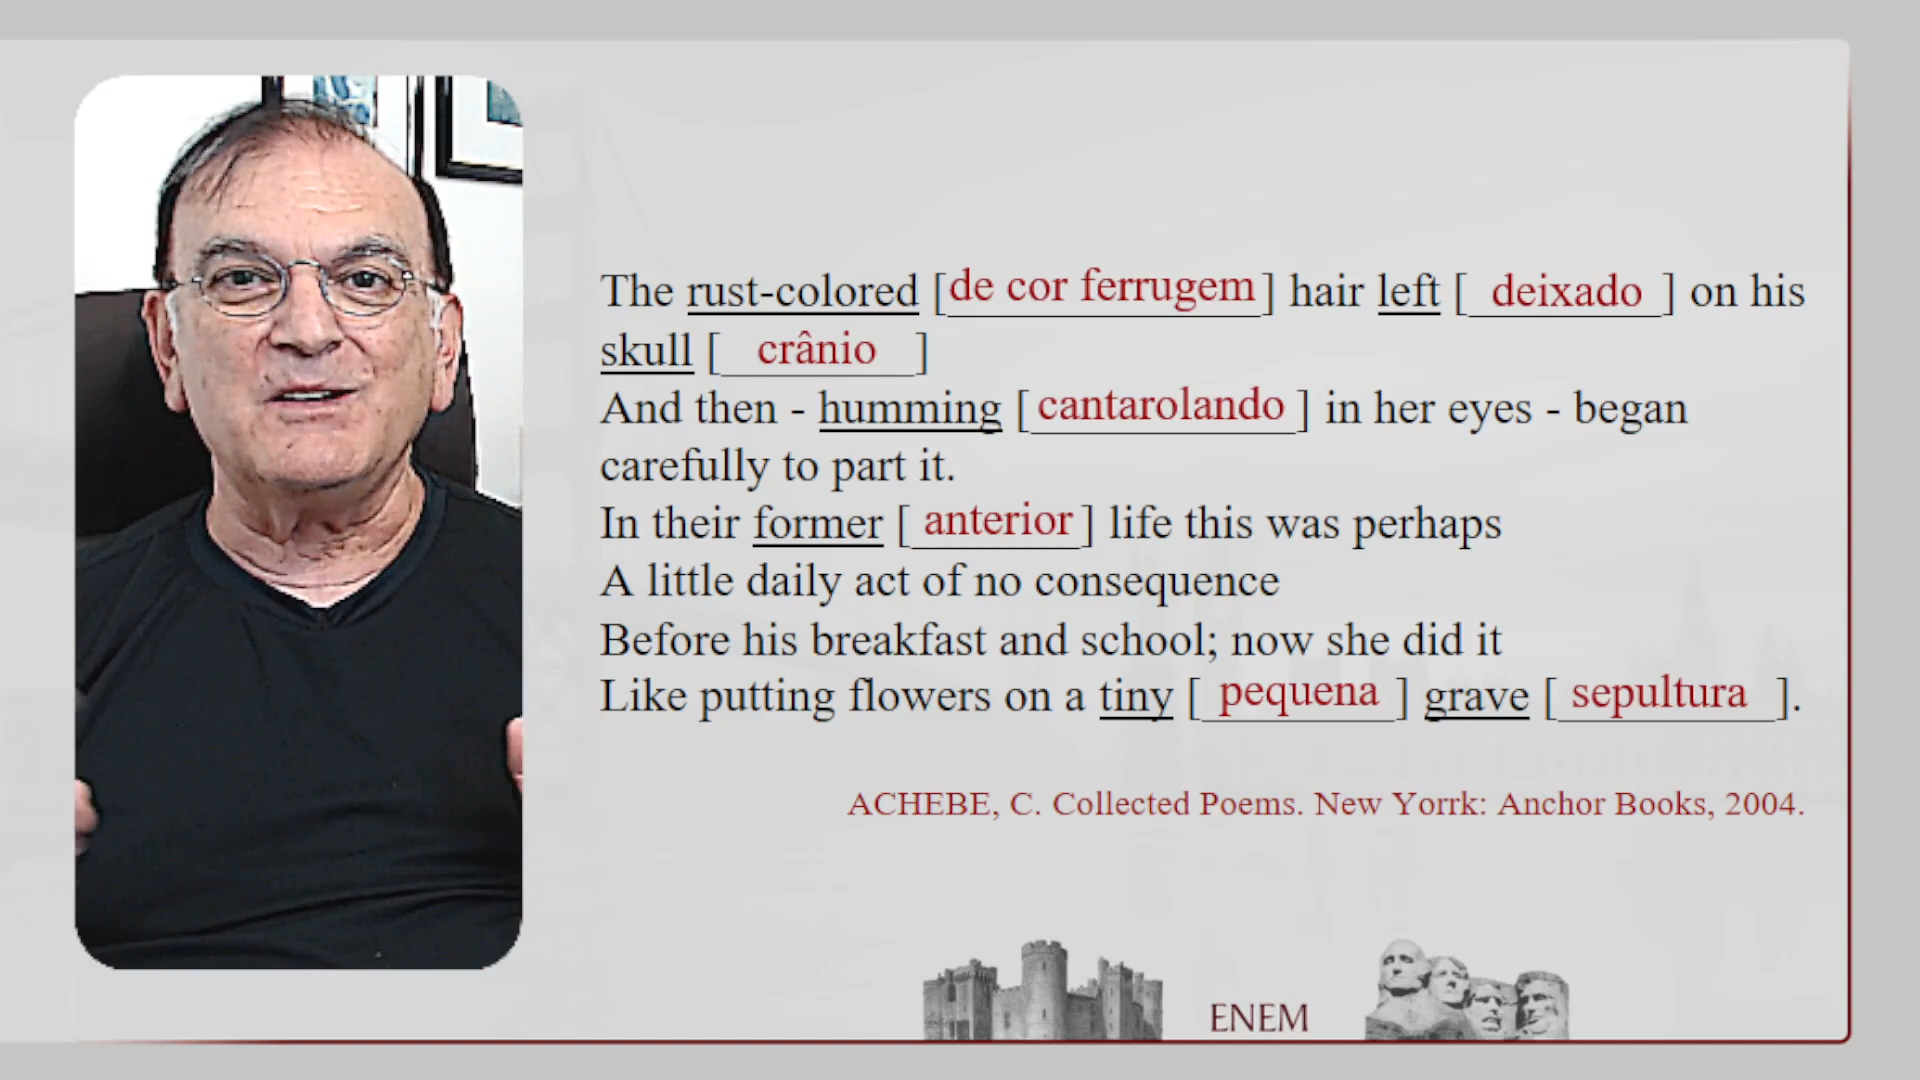 The rust-colored [de cor ferrugem] hair left [ deixado ] on his
skull [ crânio ]
And then - humming [cantarolando ] in her eyes - began
carefully to part it.
In their former [ anterior ] life this was perhaps
A little daily act of no consequence
Before his breakfast and school; now she did it
Like putting flowers on a tiny [ pequena ] grave [ sepultura ].
ACHEBE, C. Collected Poems. New Yorrk: Anchor Books, 2004.
ENEM